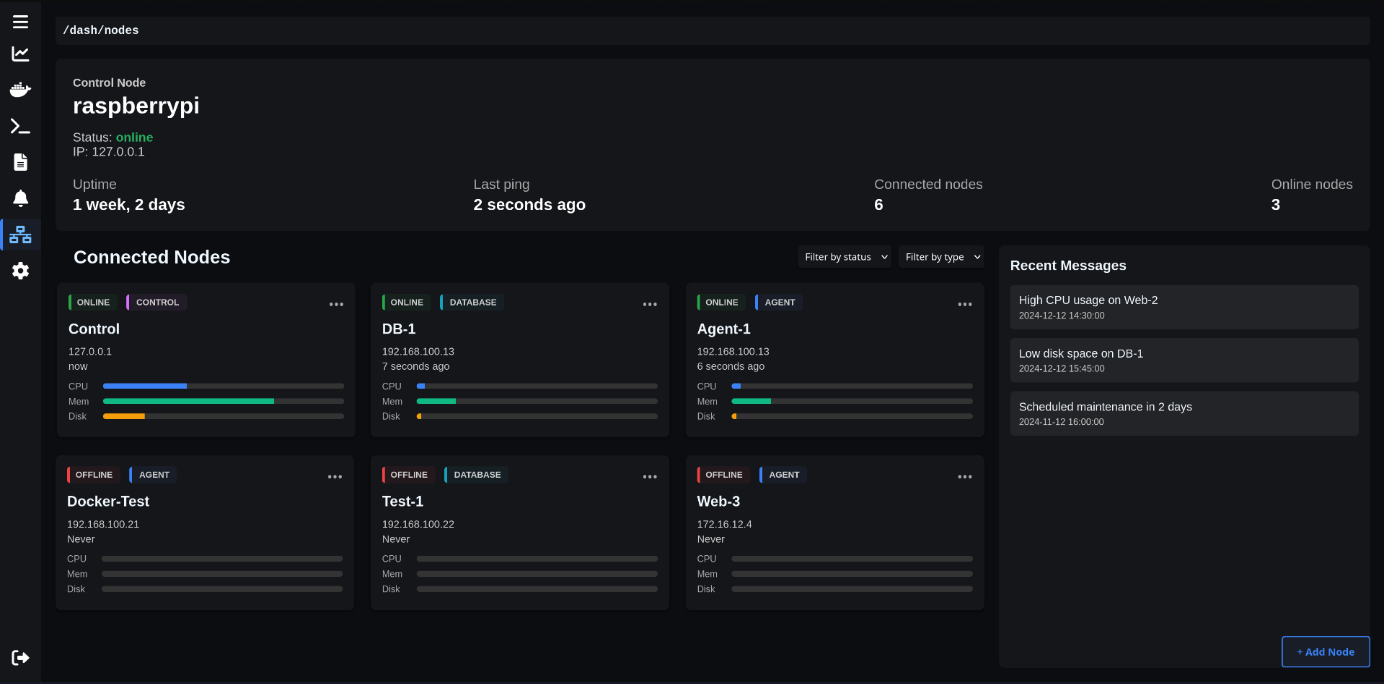 /dash/nodes
Control Node
raspberrypi
Status: online
IP: 127.0.0.1
Uptime
1 week, 2 days
Last ping
2 seconds ago
Connected nodes
6
Online nodes
3
Connected Nodes
Filter by status
Filter by type
ONLINE CONTROL
Control
127.0.0.1
now
CPU
Mem
Disk
ONLINE DATABASE
DB-1
192.168.100.13
7 seconds ago
CPU
Mem
Disk
ONLINE AGENT
Agent-1
192.168.100.13
6 seconds ago
CPU
Mem
Disk
OFFLINE AGENT
Docker-Test
192.168.100.21
Never
CPU
Mem
Disk
OFFLINE DATABASE
Test-1
192.168.100.22
Never
CPU
Mem
Disk
OFFLINE AGENT
Web-3
172.16.12.4
Never
CPU
Mem
Disk
Recent Messages
High CPU usage on Web-2
2024-12-12 14:30:00
Low disk space on DB-1
2024-12-12 15:45:00
Scheduled maintenance in 2 days
2024-11-12 16:00:00
+ Add Node